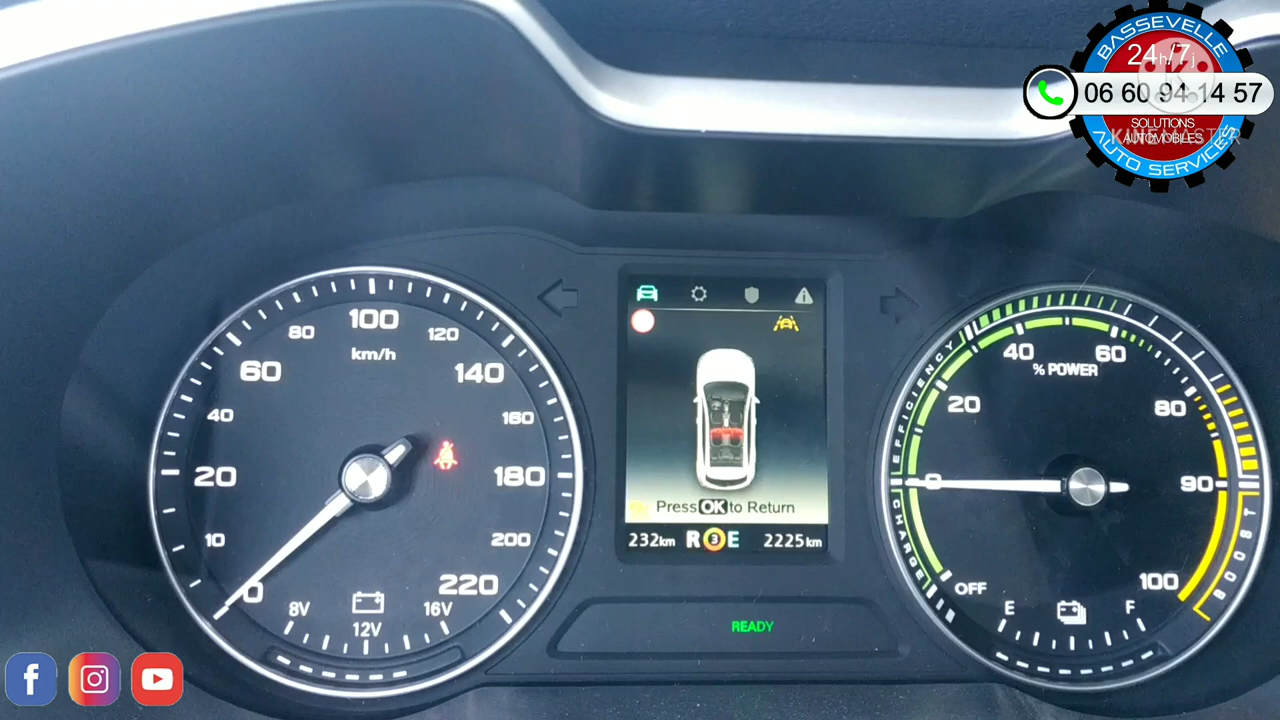 BASSEVELLE
24h/7j
06 60 94 14 57
SOLUTIONS
AUTOMOBILES
KINEMASTER
AUTO SERVICES
100
80
120
km/h
60
140
40
160
20
180
10
200
0
220
8V
16V
12V
Press OK to Return
232km R 3 E 2225km
READY
EFFICIENCY
40
60
% POWER
20
80
0
90
CHARGE
BOOST
OFF
100
E
F